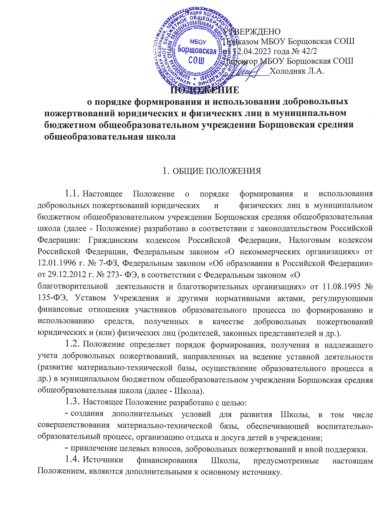 УТВЕРЖДЕНО
Приказом МБОУ Борщовская СОШ
от 12.04.2023 года № 42/2
Директор МБОУ Борщовская СОШ
Холодняк Л.А.
МБОУ
Борщовская
СОШ
ПОЛОЖЕНИЕ
о порядке формирования и использования добровольных
пожертвований юридических и физических лиц в муниципальном
бюджетном общеобразовательном учреждении Борщовская средняя
общеобразовательная школа
1. ОБЩИЕ ПОЛОЖЕНИЯ
1.1. Настоящее Положение о порядке формирования и использования
добровольных пожертвований юридических и физических лиц в муниципальном
бюджетном общеобразовательном учреждении Борщовская средняя общеобразовательная
школа (далее - Положение) разработано в соответствии с законодательством Российской
Федерации: Гражданским кодексом Российской Федерации, Налоговым кодексом
Российской Федерации, Федеральным законом «О некоммерческих организациях» от
12.01.1996 г. № 7-ФЗ, Федеральным законом «Об образовании в Российской Федерации»
от 29.12.2012 г. № 273- ФЗ, в соответствии с Федеральным законом «О
благотворительной деятельности и благотворительных организациях» от 11.08.1995 №
135-ФЗ, Уставом Учреждения и другими нормативными актами, регулирующими
финансовые отношения участников образовательного процесса по формированию и
использованию средств, полученных в качестве добровольных пожертвований
юридических и (или) физических лиц (родителей, законных представителей и др.).
1.2. Положение определяет порядок формирования, получения и надлежащего
учета добровольных пожертвований, направленных на ведение уставной деятельности
(развитие материально-технической базы, осуществление образовательного процесса и
др.) в муниципальном бюджетном общеобразовательном учреждении Борщовская средняя
общеобразовательная школа (далее - Школа).
1.3. Настоящее Положение разработано с целью:
- создания дополнительных условий для развития Школы, в том числе
совершенствования материально-технической базы, обеспечивающей воспитательно-
образовательный процесс, организацию отдыха и досуга детей в учреждении;
- привлечение целевых взносов, добровольных пожертвований и иной поддержки.
1.4. Источники финансирования Школы, предусмотренные настоящим
Положением, являются дополнительными к основному источнику.